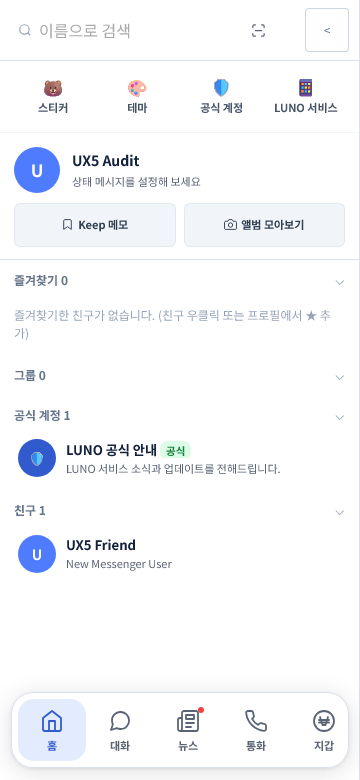 이름으로 검색
<
스티커
테마
공식 계정
LUNO 서비스
U
UX5 Audit
상태 메시지를 설정해 보세요
Keep 메모
앨범 모아보기
즐겨찾기 0
즐겨찾기한 친구가 없습니다. (친구 우클릭 또는 프로필에서 ★ 추
가)
그룹 0
공식 계정 1
LUNO 공식 안내 공식
LUNO 서비스 소식과 업데이트를 전해드립니다.
친구 1
U
UX5 Friend
New Messenger User
홈
대화
뉴스
통화
지갑